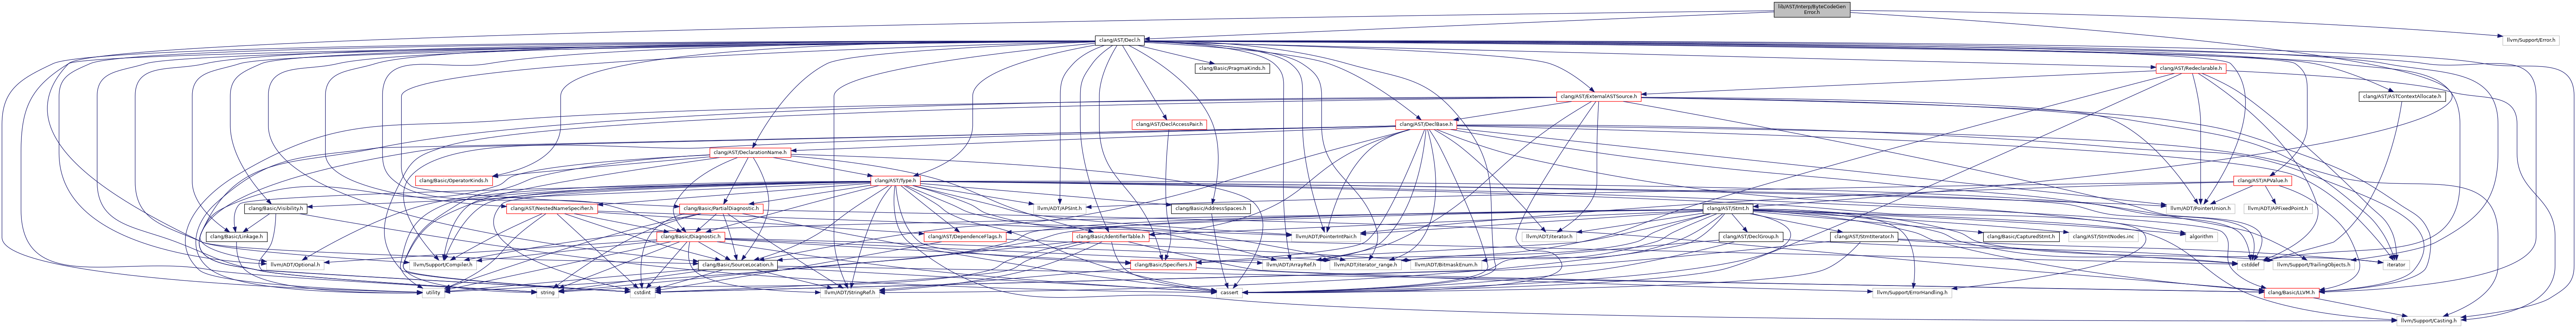 lib/AST/Interp/ByteCodeGen
Error.h
clang/AST/Decl.h
llvm/Support/Error.h
clang/Basic/PragmaKinds.h
clang/AST/Redeclarable.h
clang/AST/ExternalASTSource.h
clang/AST/ASTContextAllocate.h
clang/AST/DeclAccessPair.h
clang/AST/DeclBase.h
clang/AST/DeclarationName.h
clang/Basic/OperatorKinds.h
clang/AST/Type.h
clang/AST/APValue.h
clang/Basic/Visibility.h
clang/AST/NestedNameSpecifier.h
clang/Basic/PartialDiagnostic.h
llvm/ADT/APSInt.h
clang/Basic/AddressSpaces.h
clang/AST/Stmt.h
llvm/ADT/PointerUnion.h
llvm/ADT/APFixedPoint.h
clang/Basic/Linkage.h
clang/Basic/Diagnostic.h
clang/AST/DependenceFlags.h
clang/Basic/IdentifierTable.h
llvm/ADT/PointerIntPair.h
llvm/ADT/iterator.h
clang/AST/DeclGroup.h
clang/AST/StmtIterator.h
clang/Basic/CapturedStmt.h
clang/AST/StmtNodes.inc
algorithm
llvm/ADT/Optional.h
llvm/Support/Compiler.h
clang/Basic/SourceLocation.h
clang/Basic/Specifiers.h
llvm/ADT/ArrayRef.h
llvm/ADT/iterator_range.h
llvm/ADT/BitmaskEnum.h
cstddef
llvm/Support/TrailingObjects.h
iterator
utility
string
cstdint
llvm/ADT/StringRef.h
cassert
llvm/Support/ErrorHandling.h
clang/Basic/LLVM.h
llvm/Support/Casting.h